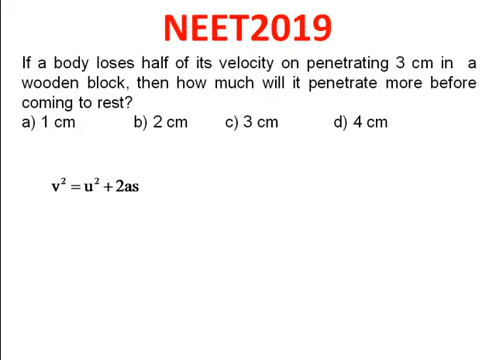 NEET2019
If a body loses half of its velocity on penetrating 3 cm in a
wooden block, then how much will it penetrate more before
coming to rest?
a) 1 cm b) 2 cm c) 3 cm d) 4 cm
v² = u² + 2as